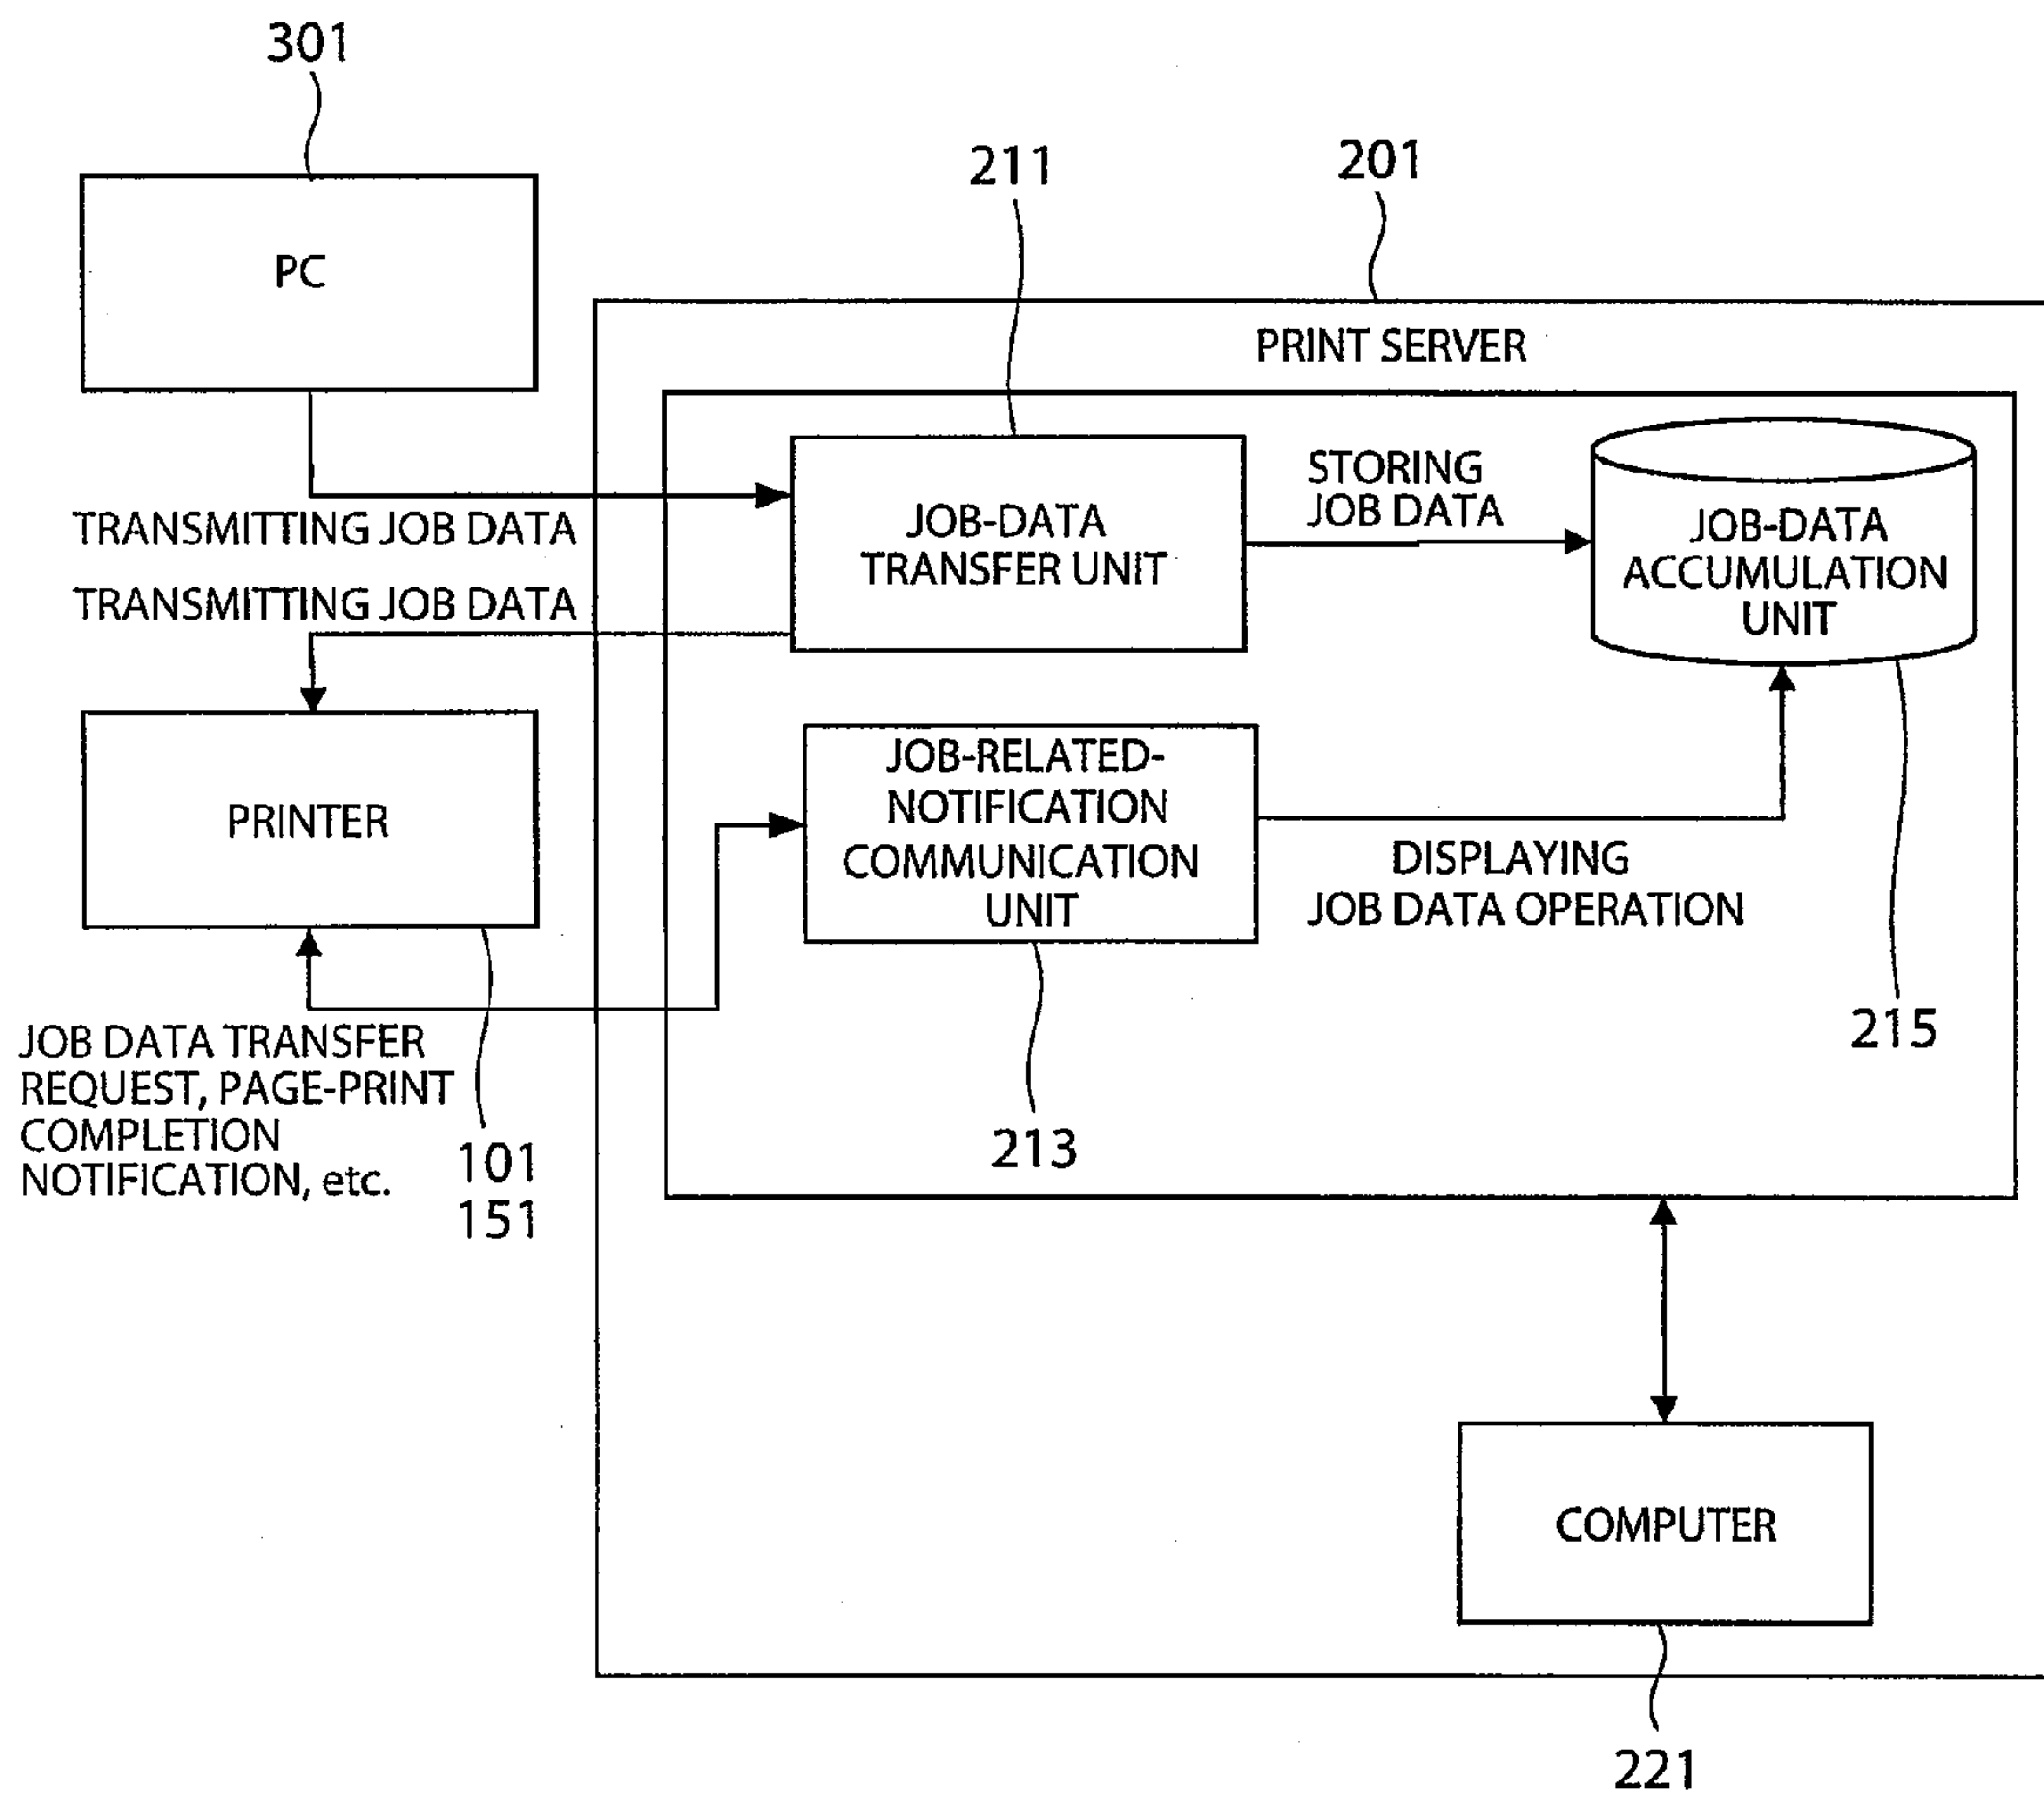 301
PC
211
201
PRINT SERVER
TRANSMITTING JOB DATA
JOB-DATA
TRANSFER UNIT
STORING
JOB DATA
JOB-DATA
ACCUMULATION
UNIT
TRANSMITTING JOB DATA
PRINTER
JOB-RELATED-
NOTIFICATION
COMMUNICATION
UNIT
DISPLAYING
JOB DATA OPERATION
215
JOB DATA TRANSFER
REQUEST, PAGE-PRINT
COMPLETION
NOTIFICATION, etc.
101
151
213
COMPUTER
221